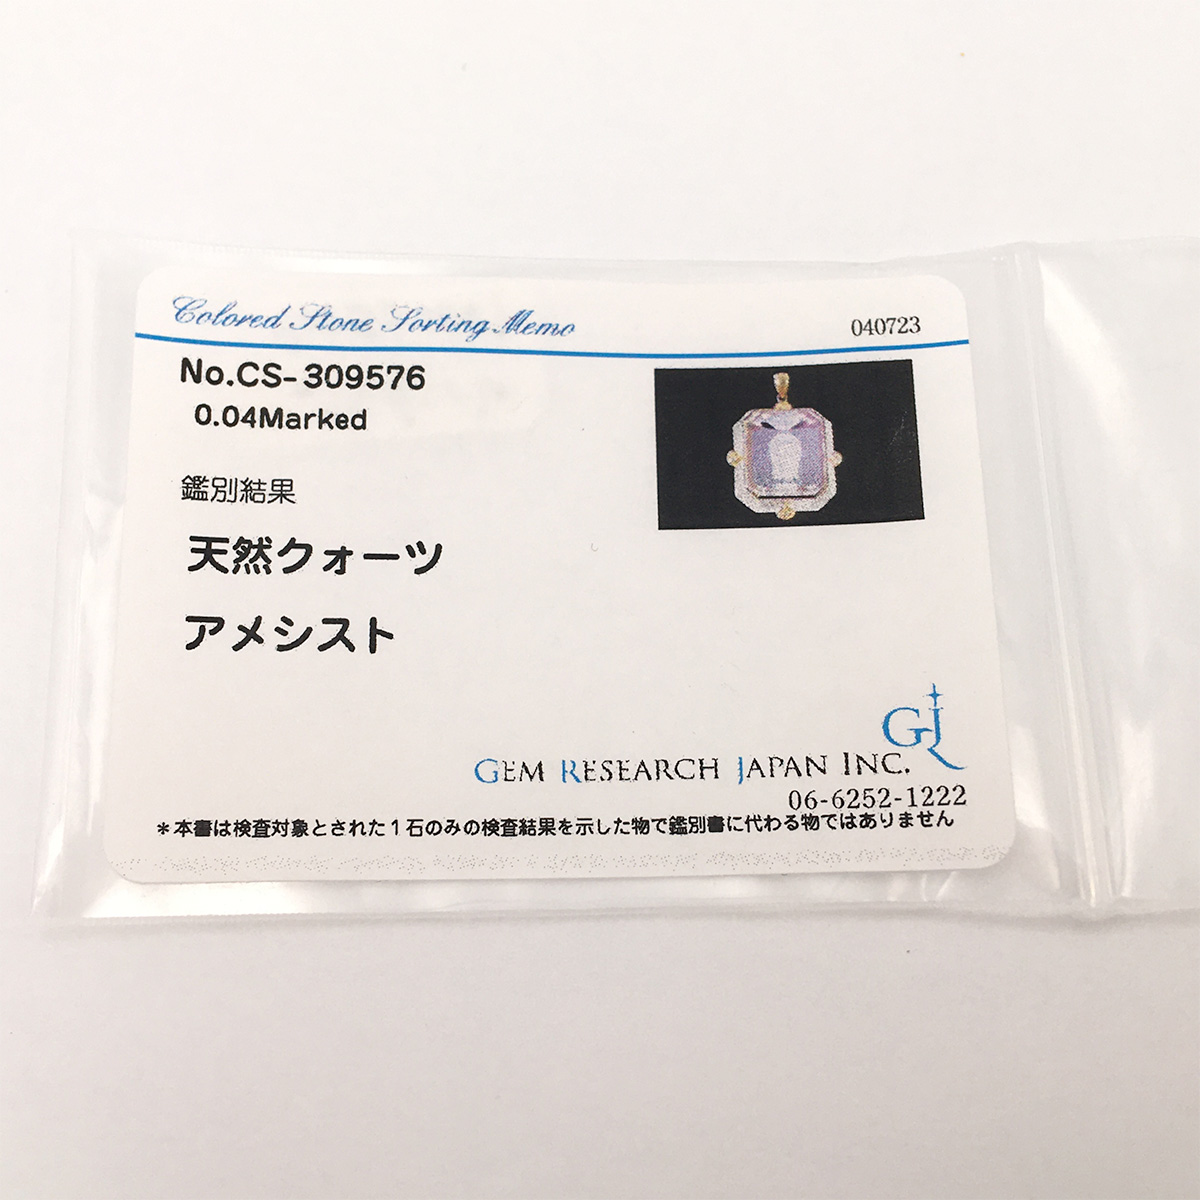 Colored Stone Sorting Memo
040723
No.CS-309576
0.04Marked
鑑別結果
天然クォーツ
アメシスト
GJ
GEM RESEARCH JAPAN INC.
06-6252-1222
＊本書は検査対象とされた1石のみの検査結果を示した物で鑑別書に代わる物ではありません